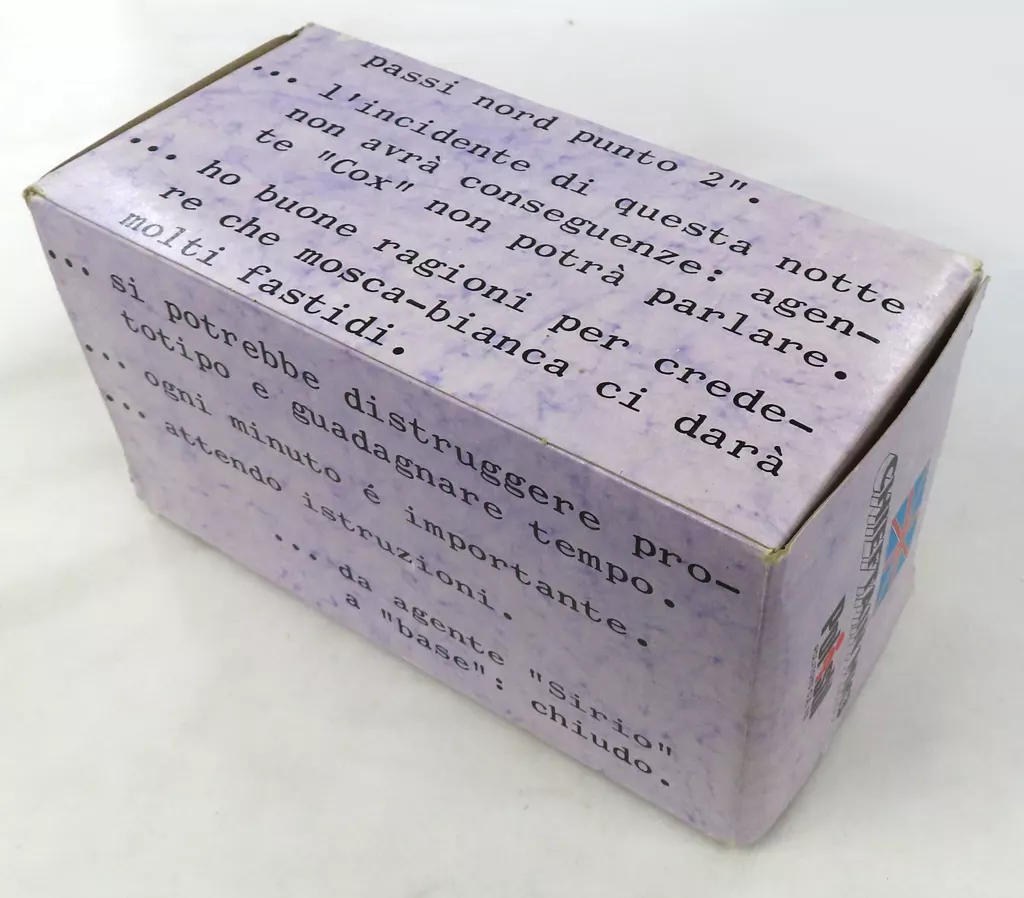 passi nord punto 2".
... l'incidente di questa notte
non avrà conseguenze: agen-
te "Cox" non potrà parlare.
... ho buone ragioni per crede-
re che mosca-bianca ci darà
molti fastidi.
... si potrebbe distruggere pro-
totipo e guadagnare tempo.
... ogni minuto é importante.
... attendo istruzioni.
... da agente "Sirio"
a "base": chiudo.